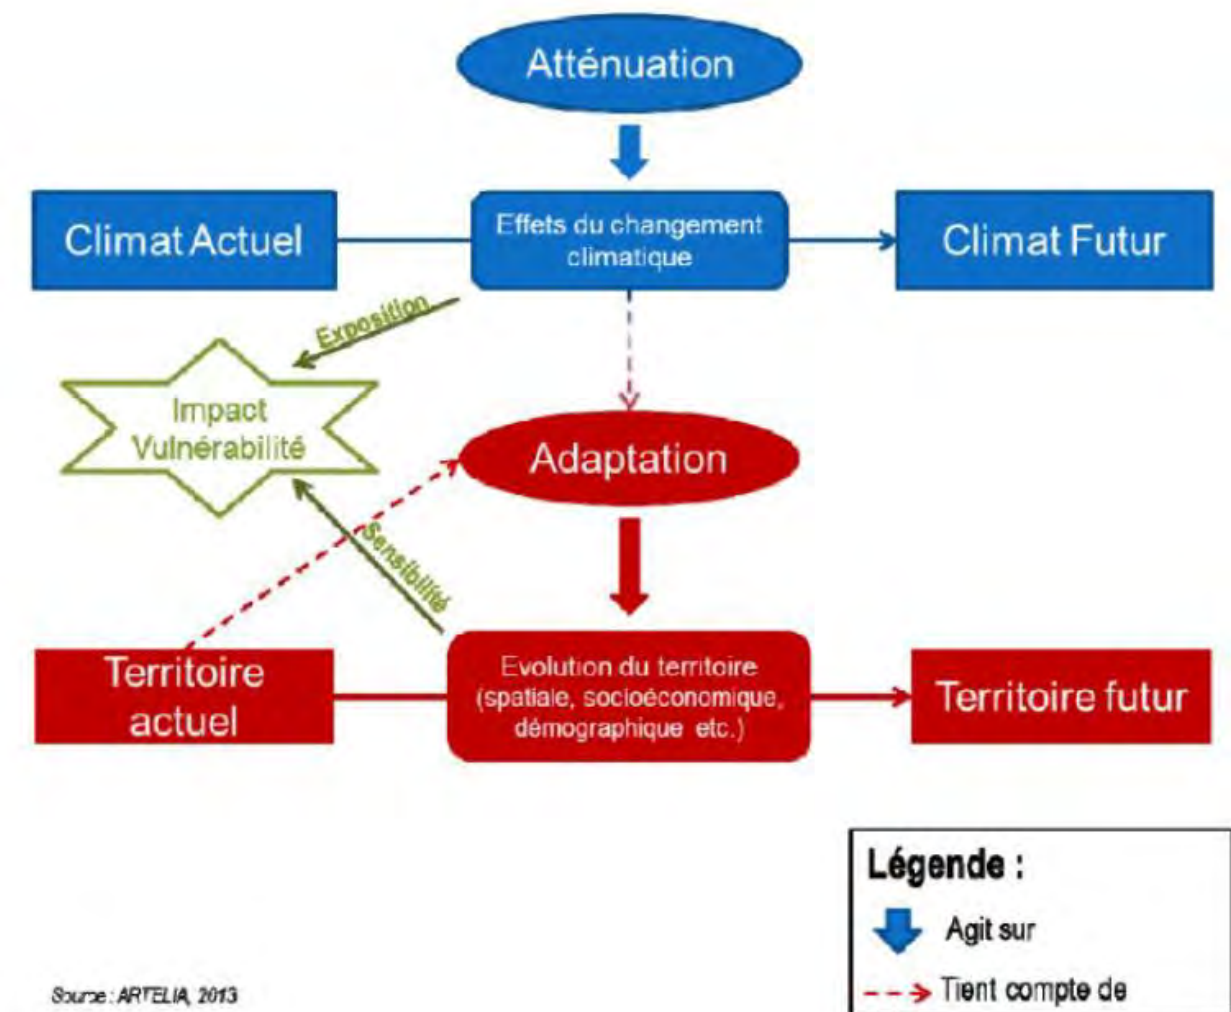 Atténuation
Climat Actuel
Effets du changement
climatique
Climat Futur
Exposition
Impact
Vulnérabilité
Adaptation
Sensibilité
Territoire
actuel
Evolution du territoire
(spatiale, socioéconomique,
démographique etc.)
Territoire futur
Légende :
Agit sur
Tient compte de
Source : ARTELIA, 2013